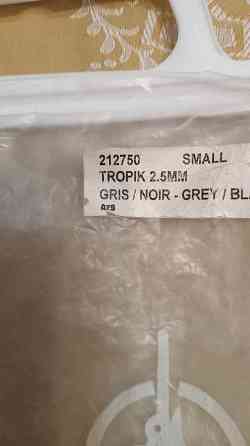 212750 SMALL
TROPIK 2.5MM
GRIS / NOIR - GREY / BL